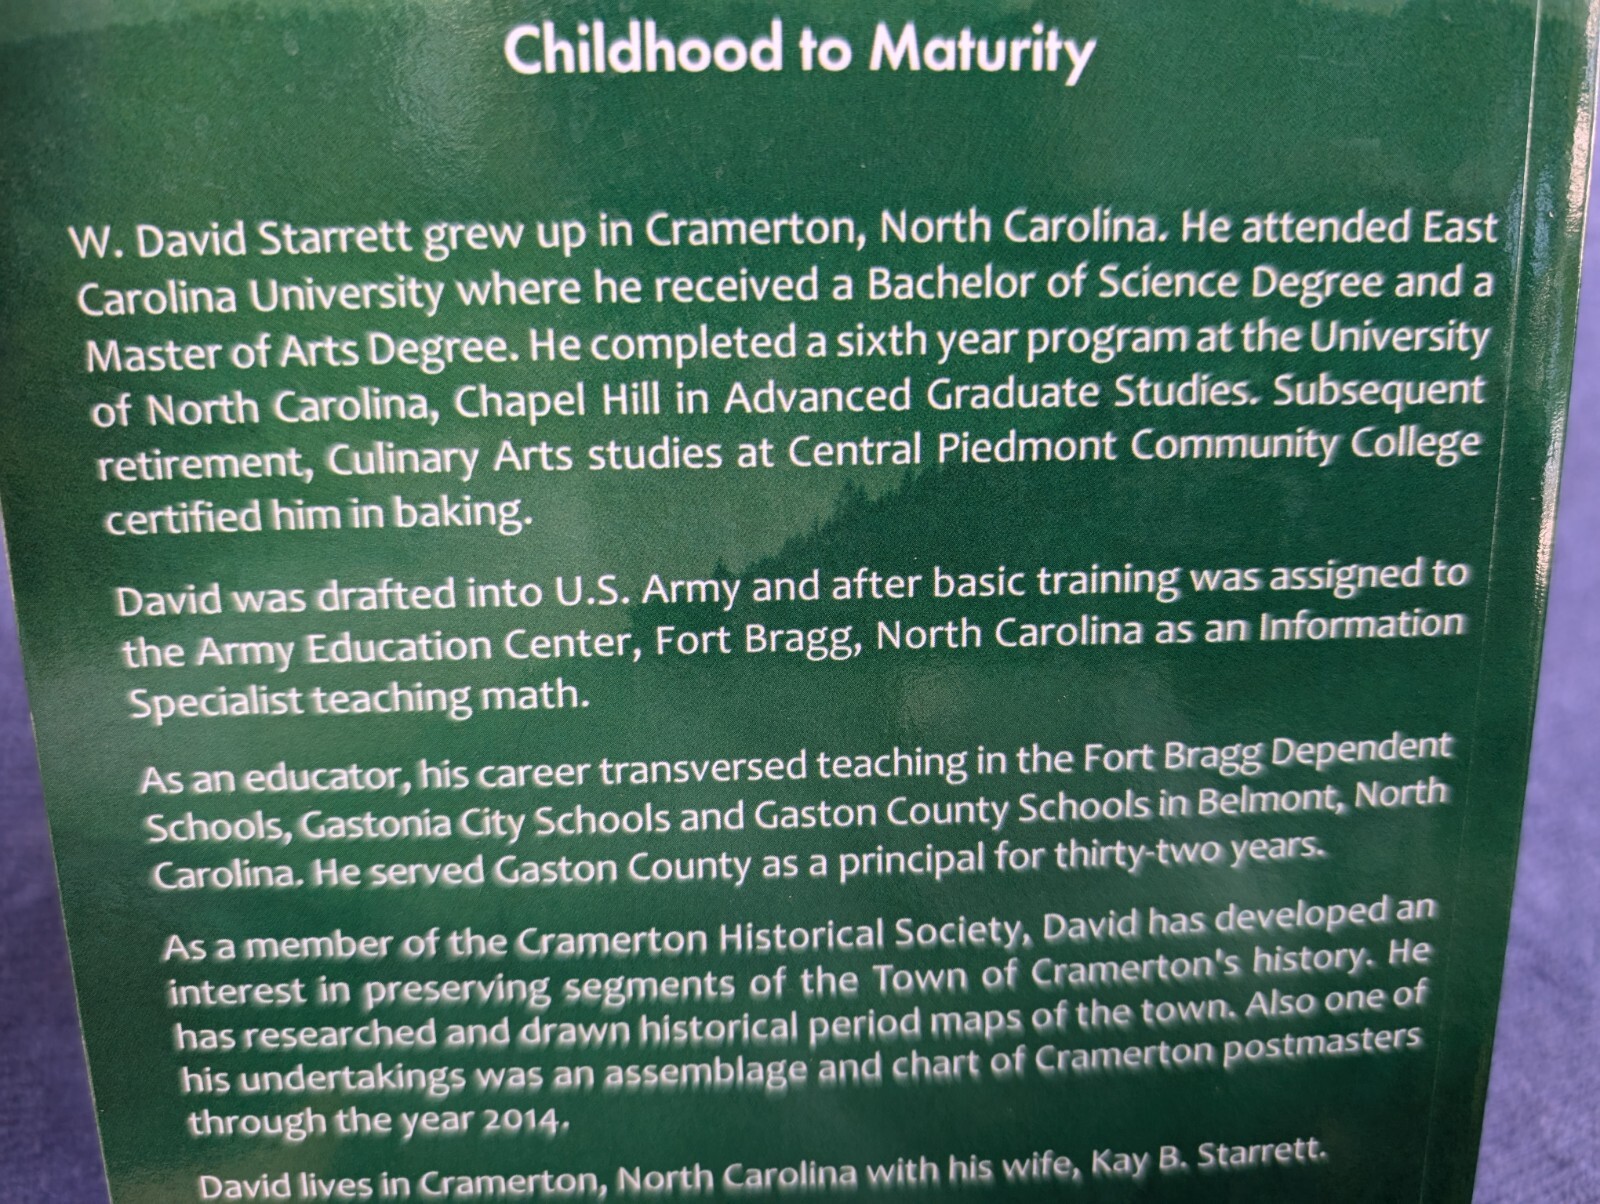 Childhood to Maturity
W. David Starrett grew up in Cramerton, North Carolina. He attended East
Carolina University where he received a Bachelor of Science Degree and a
Master of Arts Degree. He completed a sixth year program at the University
of North Carolina, Chapel Hill in Advanced Graduate Studies. Subsequent
retirement, Culinary Arts studies at Central Piedmont Community College
certified him in baking.
David was drafted into U.S. Army and after basic training was assigned to
the Army Education Center, Fort Bragg, North Carolina as an Information
Specialist teaching math.
As an educator, his career transversed teaching in the Fort Bragg Dependent
Schools, Gastonia City Schools and Gaston County Schools in Belmont, North
Carolina. He served Gaston County as a principal for thirty-two years.
As a member of the Cramerton Historical Society, David has developed an
interest in preserving segments of the Town of Cramerton's history. He
has researched and drawn historical period maps of the town. Also one of
his undertakings was an assemblage and chart of Cramerton postmasters
through the year 2014.
David lives in Cramerton, North Carolina with his wife, Kay B. Starrett.